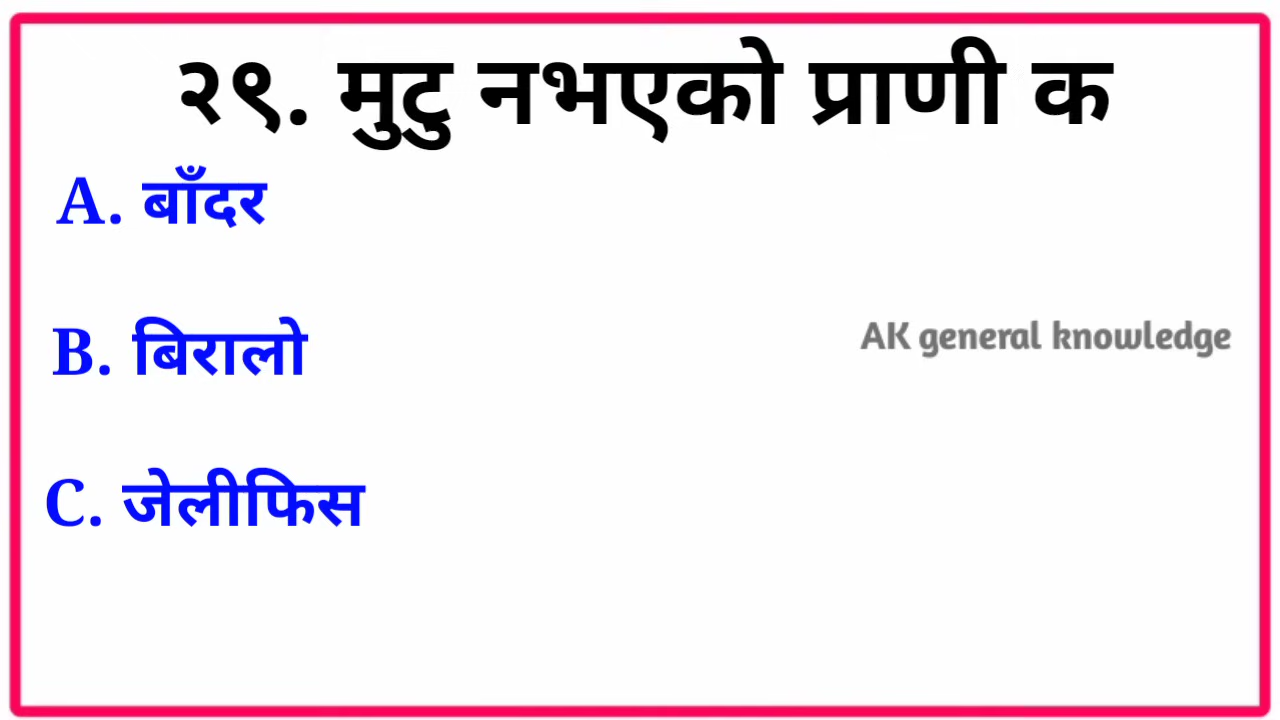 २९. मुटु नभएको प्राणी क
A. बाँदर
B. बिरालो
AK general knowledge
C. जेलीफिस